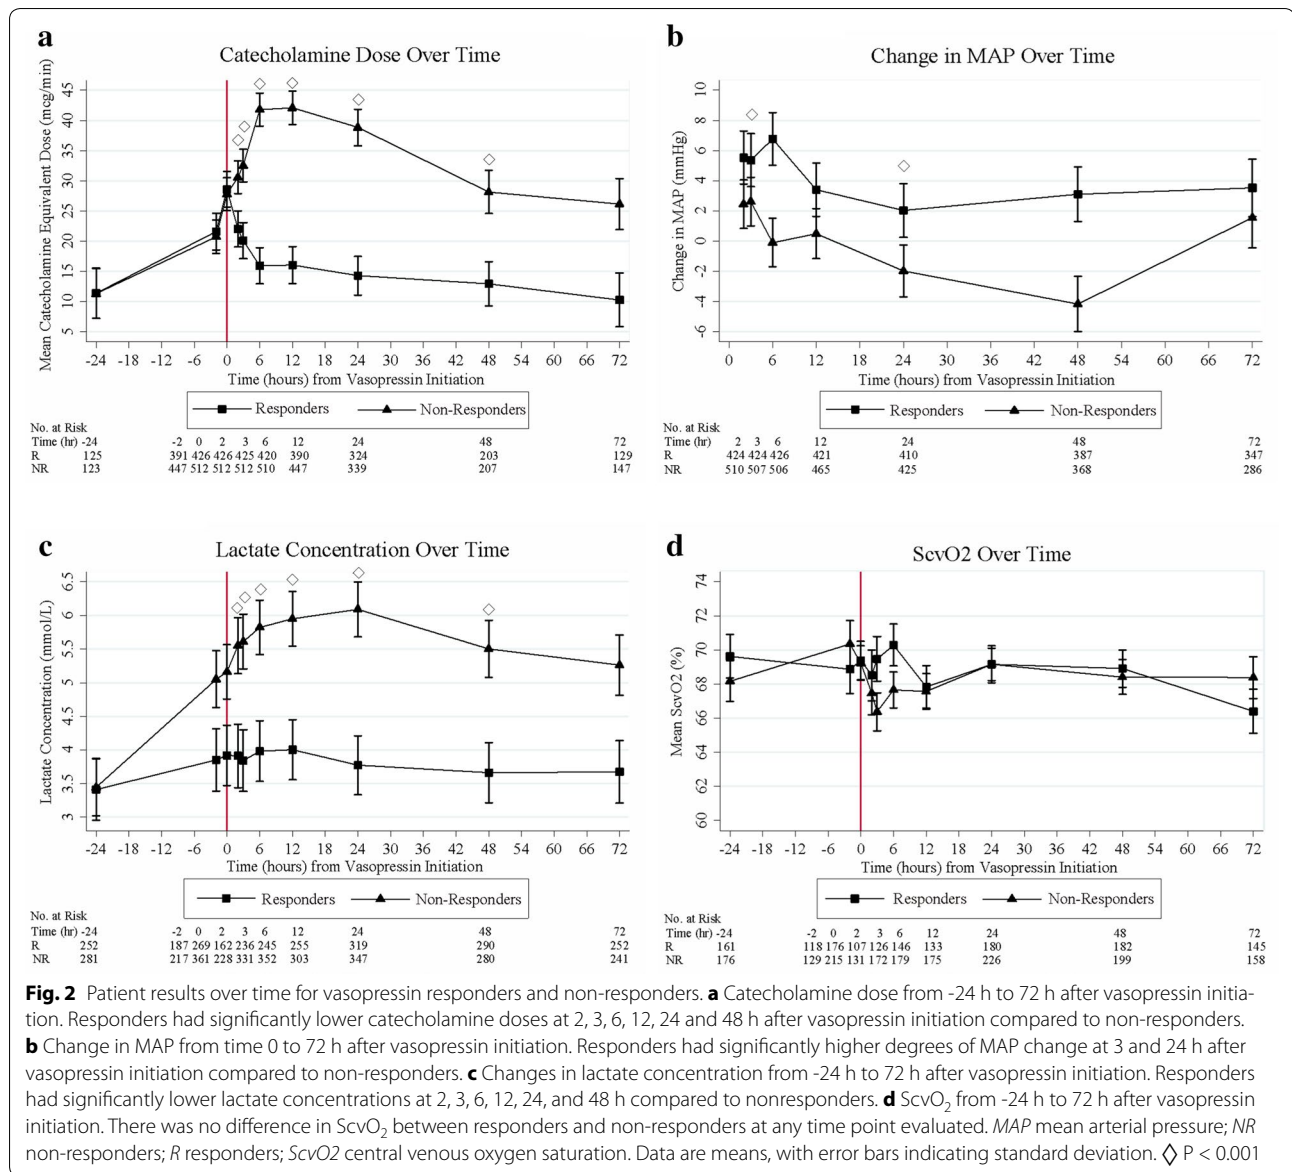 a
Catecholamine Dose Over Time
Mean Catecholamine Equivalent Dose (mcg/min)
45
40
35
30
25
20
15
10
5
-24 -18 -12 -6 0 6 12 18 24 30 36 42 48 54 60 66 72
Time (hours) from Vasopressin Initiation
Responders Non-Responders
No. at Risk
Time (hr) -24 -2 0 2 3 6 12 24 48 72
R 125 391 426 426 425 420 390 324 203 129
NR 123 447 512 512 512 510 447 339 207 147
b
Change in MAP Over Time
Change in MAP (mmHg)
10
8
6
4
2
0
-2
-4
-6
0 6 12 18 24 30 36 42 48 54 60 66 72
Time (hours) from Vasopressin Initiation
Responders Non-Responders
No. at Risk
Time (hr) 2 3 6 12 24 48 72
R 424 424 426 421 410 387 347
NR 510 507 506 465 425 368 286
c
Lactate Concentration Over Time
Lactate Concentration (mmol/L)
6.5
6
5.5
5
4.5
4
3.5
3
-24 -18 -12 -6 0 6 12 18 24 30 36 42 48 54 60 66 72
Time (hours) from Vasopressin Initiation
Responders Non-Responders
No. at Risk
Time (hr) -24 -2 0 2 3 6 12 24 48 72
R 252 187 269 162 236 245 255 319 290 252
NR 281 217 361 228 331 352 303 347 280 241
d
ScvO2 Over Time
Mean ScvO2 (%)
74
72
70
68
66
64
62
60
-24 -18 -12 -6 0 6 12 18 24 30 36 42 48 54 60 66 72
Time (hours) from Vasopressin Initiation
Responders Non-Responders
No. at Risk
Time (hr) -24 -2 0 2 3 6 12 24 48 72
R 161 118 176 107 126 146 133 180 182 145
NR 176 129 215 131 172 179 175 226 199 158
Fig. 2 Patient results over time for vasopressin responders and non-responders. a Catecholamine dose from -24 h to 72 h after vasopressin initia-
tion. Responders had significantly lower catecholamine doses at 2, 3, 6, 12, 24 and 48 h after vasopressin initiation compared to non-responders.
b Change in MAP from time 0 to 72 h after vasopressin initiation. Responders had significantly higher degrees of MAP change at 3 and 24 h after
vasopressin initiation compared to non-responders. c Changes in lactate concentration from -24 h to 72 h after vasopressin initiation. Responders
had significantly lower lactate concentrations at 2, 3, 6, 12, 24, and 48 h compared to nonresponders. d ScvO₂ from -24 h to 72 h after vasopressin
initiation. There was no difference in ScvO₂ between responders and non-responders at any time point evaluated. MAP mean arterial pressure; NR
non-responders; R responders; ScvO2 central venous oxygen saturation. Data are means, with error bars indicating standard deviation. ◊ P < 0.001